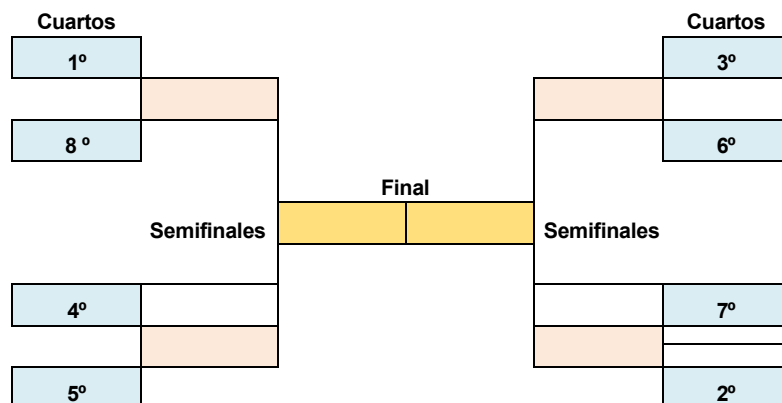 Cuartos Cuartos
1º 3º
8 º 6º
Final
Semifinales Semifinales
4º 7º
5º 2º